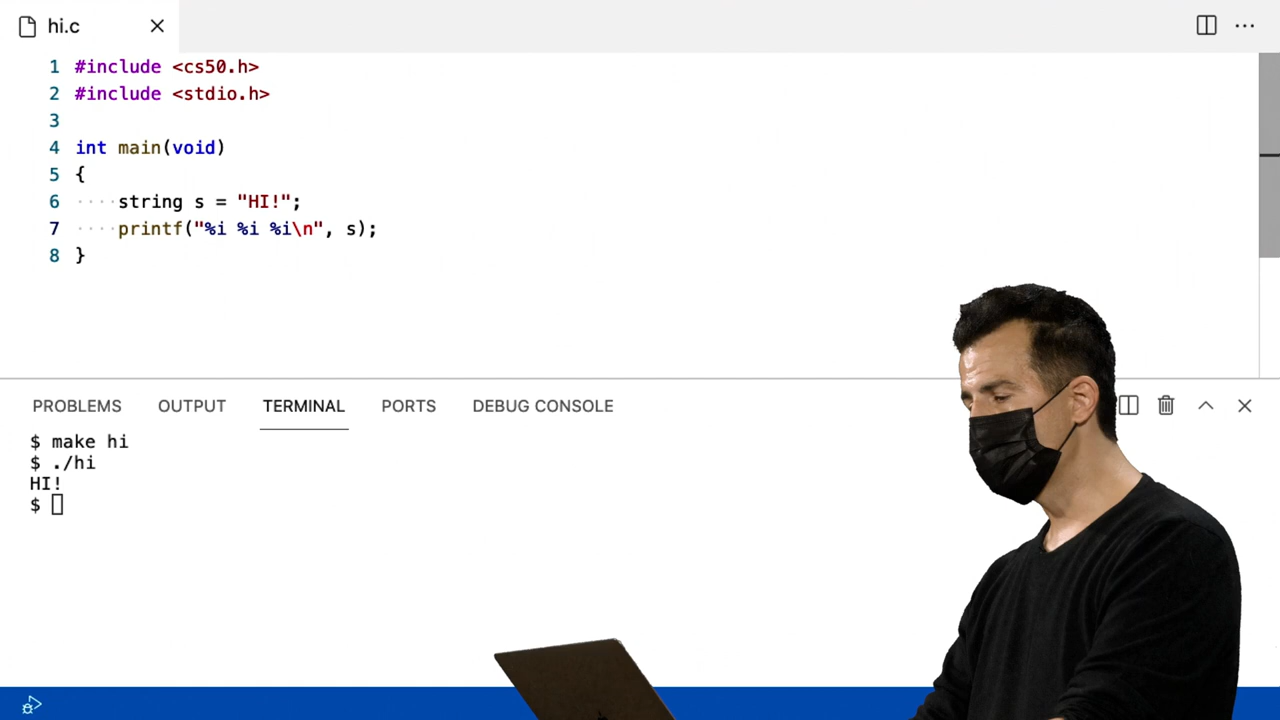 hi.c
1 #include <cs50.h>
2 #include <stdio.h>
3
4 int main(void)
5 {
6 ····string s = "HI!";
7 ····printf("%i %i %i\n", s);
8 }
PROBLEMS OUTPUT TERMINAL PORTS DEBUG CONSOLE
$ make hi
$ ./hi
HI!
$